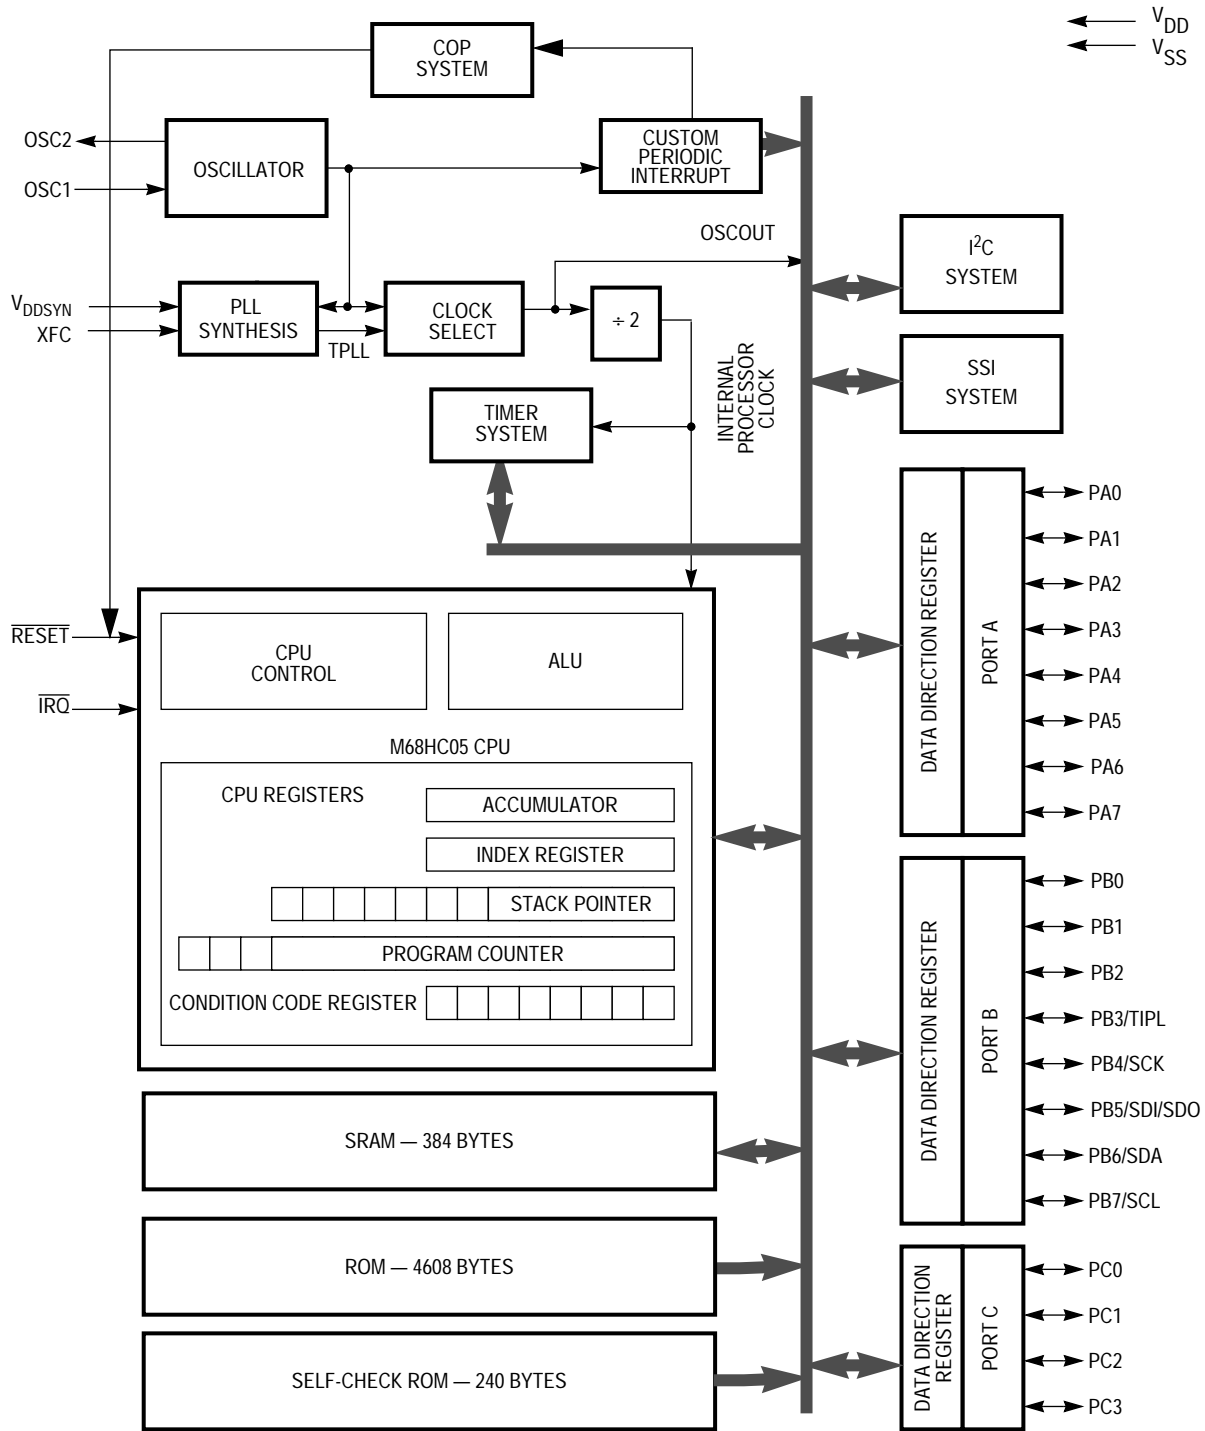 V_DD
V_SS
COP
SYSTEM
OSC2
OSC1
OSCILLATOR
CUSTOM
PERIODIC
INTERRUPT
OSCOUT
I²C
SYSTEM
V_DDSYN
XFC
PLL
SYNTHESIS
TPLL
CLOCK
SELECT
÷ 2
INTERNAL
PROCESSOR
CLOCK
SSI
SYSTEM
TIMER
SYSTEM
RESET
IRQ
CPU
CONTROL
ALU
M68HC05 CPU
CPU REGISTERS
ACCUMULATOR
INDEX REGISTER
STACK POINTER
PROGRAM COUNTER
CONDITION CODE REGISTER
SRAM — 384 BYTES
ROM — 4608 BYTES
SELF-CHECK ROM — 240 BYTES
DATA DIRECTION REGISTER
PORT A
PA0
PA1
PA2
PA3
PA4
PA5
PA6
PA7
DATA DIRECTION REGISTER
PORT B
PB0
PB1
PB2
PB3/TIPL
PB4/SCK
PB5/SDI/SDO
PB6/SDA
PB7/SCL
DATA DIRECTION
REGISTER
PORT C
PC0
PC1
PC2
PC3